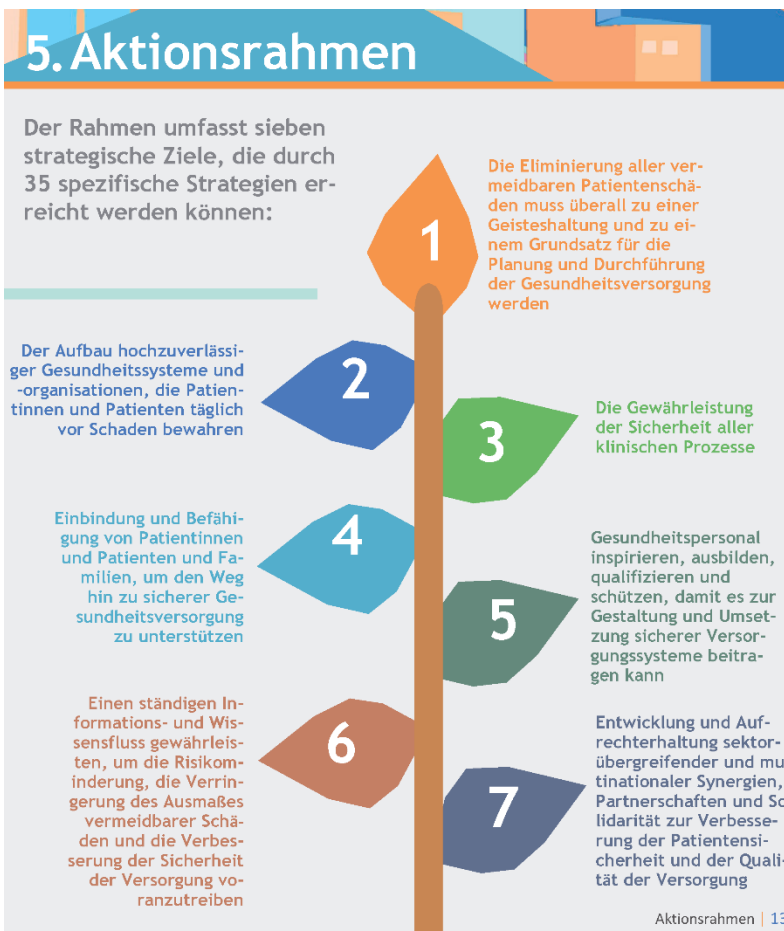 5. Aktionsrahmen
Der Rahmen umfasst sieben
strategische Ziele, die durch
35 spezifische Strategien er-
reicht werden können:
1
Die Eliminierung aller ver-
meidbaren Patientenschä-
den muss überall zu einer
Geisteshaltung und zu ei-
nem Grundsatz für die
Planung und Durchführung
der Gesundheitsversorgung
werden
Der Aufbau hochzuverlässi-
ger Gesundheitssysteme und
-organisationen, die Patien-
tinnen und Patienten täglich
vor Schaden bewahren
2
3
Die Gewährleistung
der Sicherheit aller
klinischen Prozesse
Einbindung und Befähi-
gung von Patientinnen
und Patienten und Fa-
milien, um den Weg
hin zu sicherer Ge-
sundheitsversorgung
zu unterstützen
4
5
Gesundheitspersonal
inspirieren, ausbilden,
qualifizieren und
schützen, damit es zur
Gestaltung und Umset-
zung sicherer Versor-
gungssysteme beitra-
gen kann
Einen ständigen In-
formations- und Wis-
sensfluss gewährleis-
ten, um die Risikom-
inderung, die Verrin-
gerung des Ausmaßes
vermeidbarer Schä-
den und die Verbes-
serung der Sicherheit
der Versorgung vo-
ranzutreiben
6
7
Entwicklung und Auf-
rechterhaltung sektor-
übergreifender und mu
tinationaler Synergien,
Partnerschaften und So
lidarität zur Verbesse-
rung der Patientensi-
cherheit und der Quali-
tät der Versorgung
Aktionsrahmen | 13